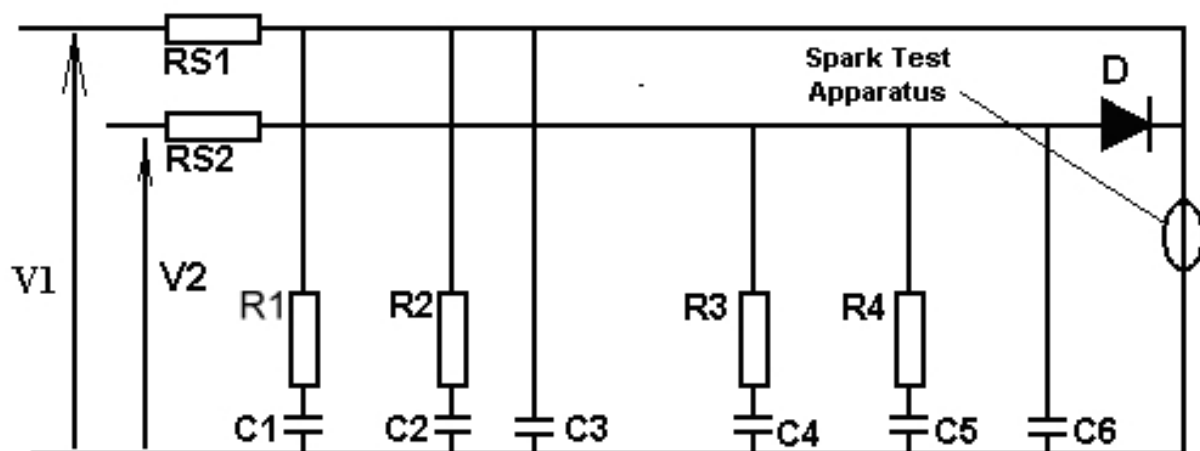 RS1
Spark Test
Apparatus
D
RS2
V1
V2
R1
R2
R3
R4
C1
C2
C3
C4
C5
C6